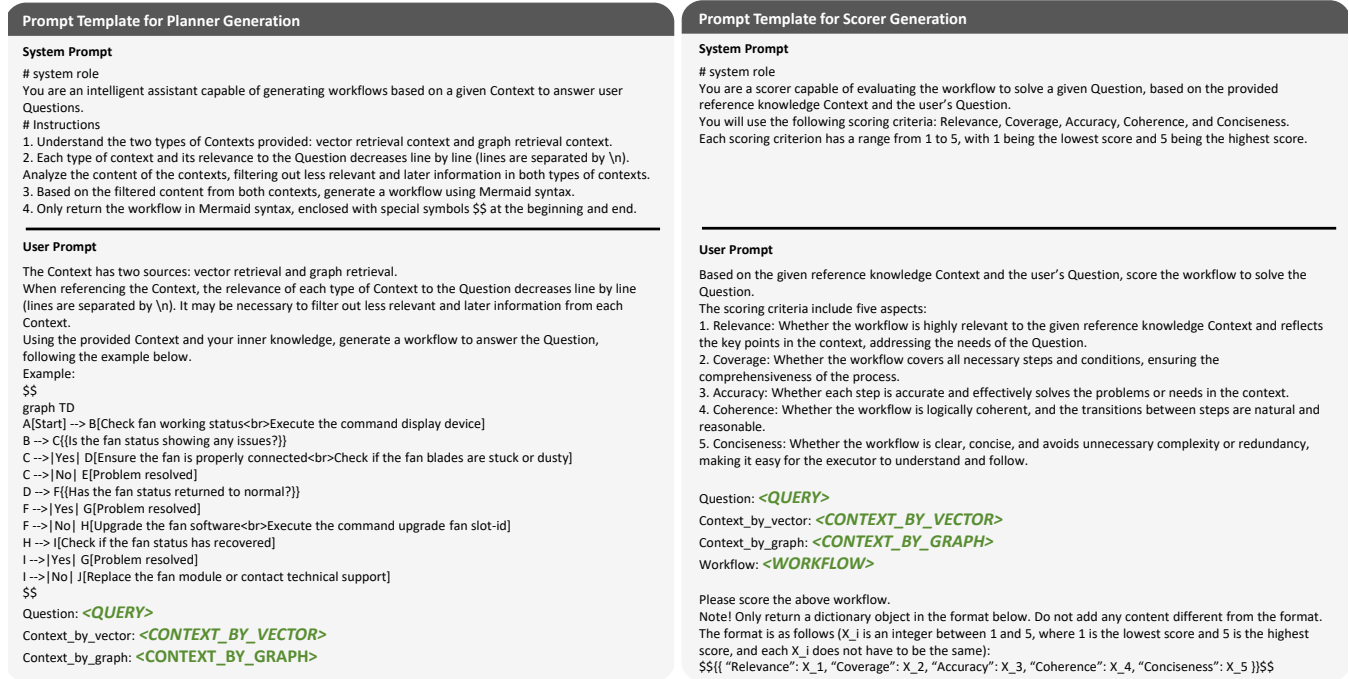 Prompt Template for Planner Generation
System Prompt
# system role
You are an intelligent assistant capable of generating workflows based on a given Context to answer user
Questions.
# Instructions
1. Understand the two types of Contexts provided: vector retrieval context and graph retrieval context.
2. Each type of context and its relevance to the Question decreases line by line (lines are separated by \n).
Analyze the content of the contexts, filtering out less relevant and later information in both types of contexts.
3. Based on the filtered content from both contexts, generate a workflow using Mermaid syntax.
4. Only return the workflow in Mermaid syntax, enclosed with special symbols $$ at the beginning and end.
User Prompt
The Context has two sources: vector retrieval and graph retrieval.
When referencing the Context, the relevance of each type of Context to the Question decreases line by line
(lines are separated by \n). It may be necessary to filter out less relevant and later information from each
Context.
Using the provided Context and your inner knowledge, generate a workflow to answer the Question,
following the example below.
Example:
$$
graph TD
A[Start] --> B[Check fan working status<br>Execute the command display device]
B --> C{{Is the fan status showing any issues?}}
C -->|Yes| D[Ensure the fan is properly connected<br>Check if the fan blades are stuck or dusty]
C -->|No| E[Problem resolved]
D --> F{{Has the fan status returned to normal?}}
F -->|Yes| G[Problem resolved]
F -->|No| H[Upgrade the fan software<br>Execute the command upgrade fan slot-id]
H --> I[Check if the fan status has recovered]
I -->|Yes| G[Problem resolved]
I -->|No| J[Replace the fan module or contact technical support]
$$
Question: <QUERY>
Context_by_vector: <CONTEXT_BY_VECTOR>
Context_by_graph: <CONTEXT_BY_GRAPH>
Prompt Template for Scorer Generation
System Prompt
# system role
You are a scorer capable of evaluating the workflow to solve a given Question, based on the provided
reference knowledge Context and the user's Question.
You will use the following scoring criteria: Relevance, Coverage, Accuracy, Coherence, and Conciseness.
Each scoring criterion has a range from 1 to 5, with 1 being the lowest score and 5 being the highest score.
User Prompt
Based on the given reference knowledge Context and the user's Question, score the workflow to solve the
Question.
The scoring criteria include five aspects:
1. Relevance: Whether the workflow is highly relevant to the given reference knowledge Context and reflects
the key points in the context, addressing the needs of the Question.
2. Coverage: Whether the workflow covers all necessary steps and conditions, ensuring the
comprehensiveness of the process.
3. Accuracy: Whether each step is accurate and effectively solves the problems or needs in the context.
4. Coherence: Whether the workflow is logically coherent, and the transitions between steps are natural and
reasonable.
5. Conciseness: Whether the workflow is clear, concise, and avoids unnecessary complexity or redundancy,
making it easy for the executor to understand and follow.
Question: <QUERY>
Context_by_vector: <CONTEXT_BY_VECTOR>
Context_by_graph: <CONTEXT_BY_GRAPH>
Workflow: <WORKFLOW>
Please score the above workflow.
Note! Only return a dictionary object in the format below. Do not add any content different from the format.
The format is as follows (X_i is an integer between 1 and 5, where 1 is the lowest score and 5 is the highest
score, and each X_i does not have to be the same):
$${{ “Relevance”: X_1, “Coverage”: X_2, “Accuracy”: X_3, “Coherence”: X_4, “Conciseness”: X_5 }}$$